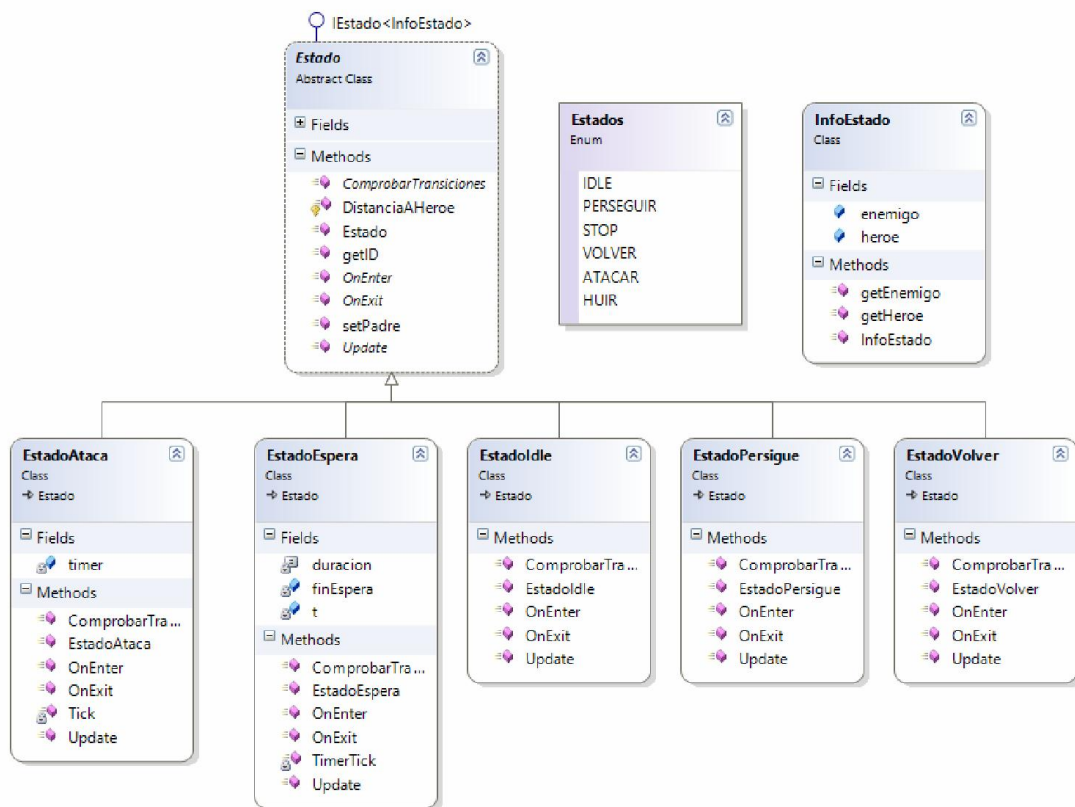 IEstado<InfoEstado>
Estado
Abstract Class
Fields
Methods
ComprobarTransiciones
DistanciaAHeroe
Estado
getID
OnEnter
OnExit
setPadre
Update
Estados
Enum
IDLE
PERSEGUIR
STOP
VOLVER
ATACAR
HUIR
InfoEstado
Class
Fields
enemigo
heroe
Methods
getEnemigo
getHeroe
InfoEstado
EstadoAtaca
Class
Estado
Fields
timer
Methods
ComprobarTra...
EstadoAtaca
OnEnter
OnExit
Tick
Update
EstadoEspera
Class
Estado
Fields
duracion
finEspera
t
Methods
ComprobarTra...
EstadoEspera
OnEnter
OnExit
TimerTick
Update
EstadoIdle
Class
Estado
Methods
ComprobarTra...
EstadoIdle
OnEnter
OnExit
Update
EstadoPersigue
Class
Estado
Methods
ComprobarTra...
EstadoPersigue
OnEnter
OnExit
Update
EstadoVolver
Class
Estado
Methods
ComprobarTra...
EstadoVolver
OnEnter
OnExit
Update